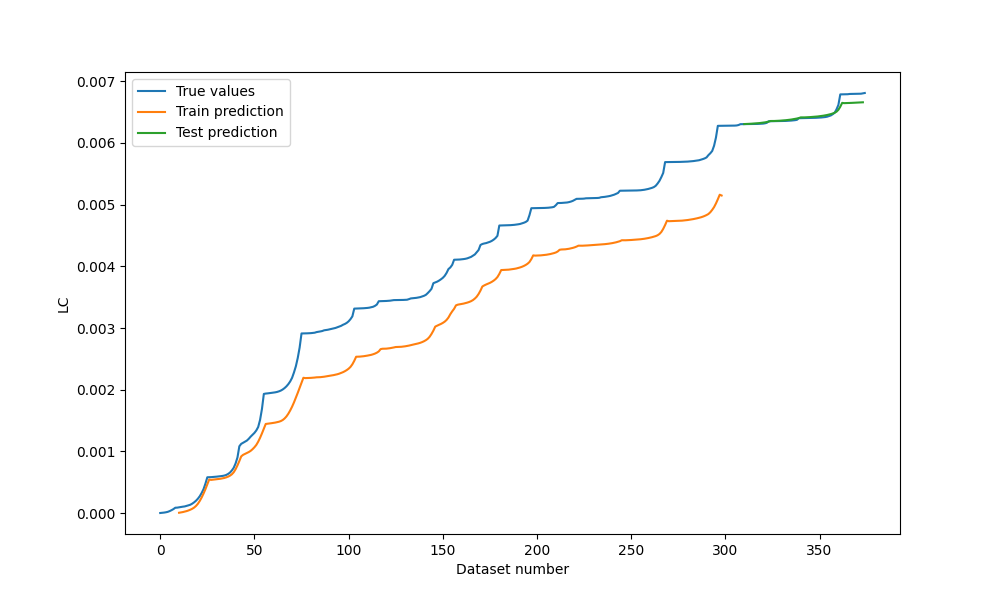 True values
Train prediction
Test prediction
0.007
0.006
0.005
0.004
0.003
0.002
0.001
0.000
LC
0 50 100 150 200 250 300 350
Dataset number